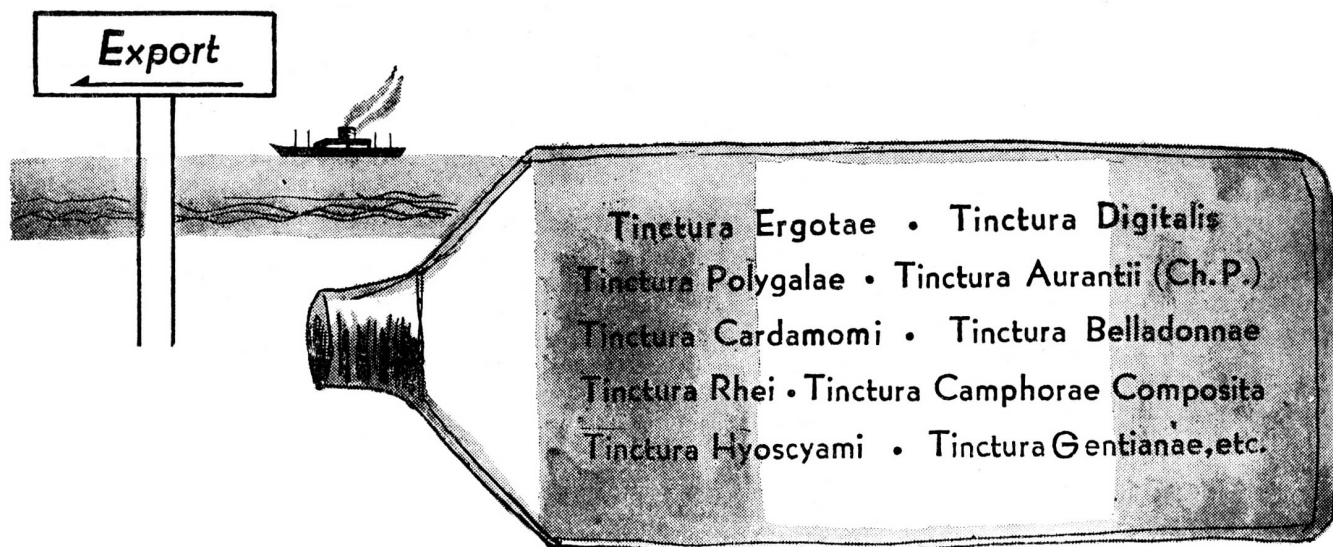 Export
Tinctura Ergotae • Tinctura Digitalis
Tinctura Polygalae • Tinctura Aurantii (Ch.P.)
Tinctura Cardamomi • Tinctura Belladonnae
Tinctura Rhei • Tinctura Camphorae Composita
Tinctura Hyoscyami • Tinctura Gentianae, etc.